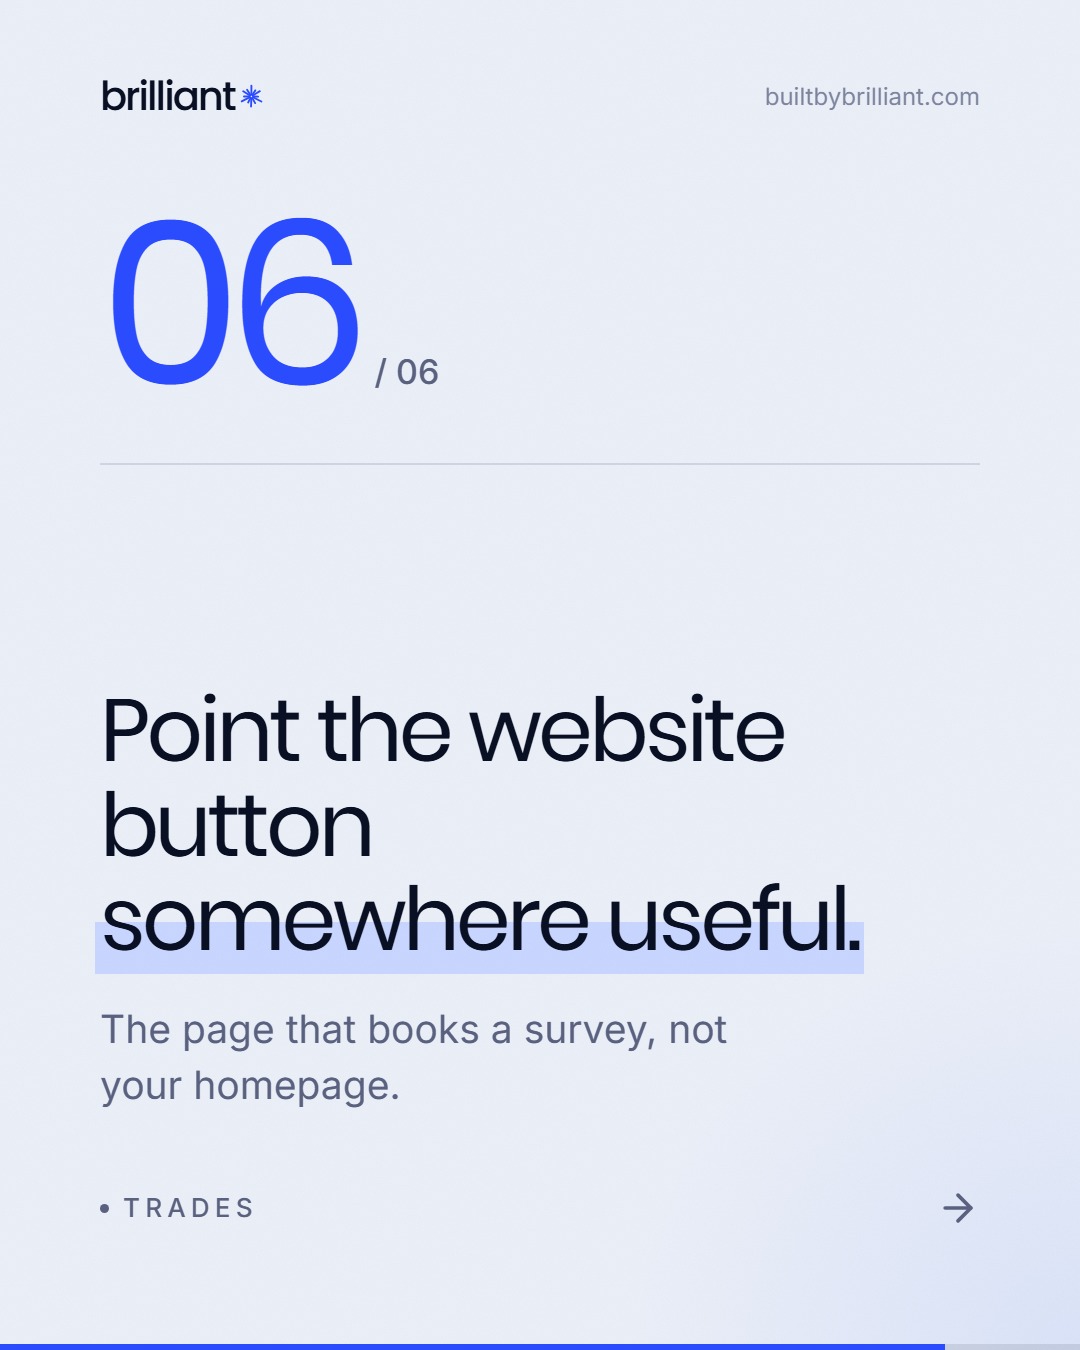 brilliant
builtbybrilliant.com
06 / 06
Point the website
button
somewhere useful.
The page that books a survey, not
your homepage.
• TRADES